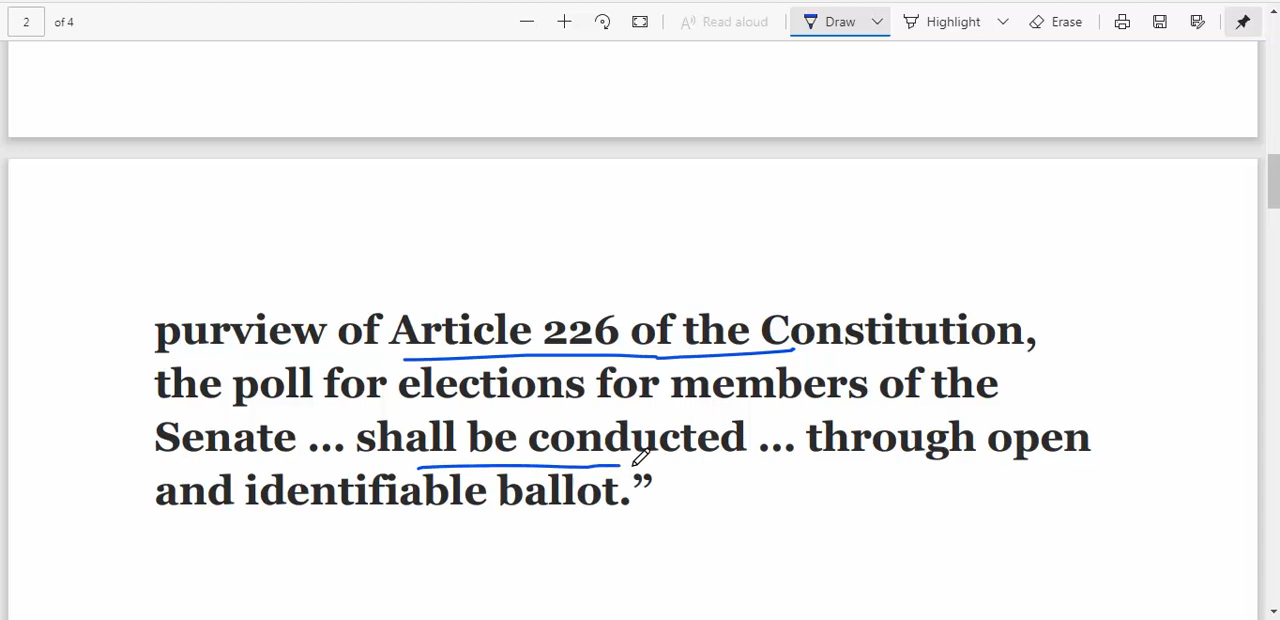 2 of 4 Read aloud Draw Highlight Erase
purview of Article 226 of the Constitution,
the poll for elections for members of the
Senate ... shall be conducted ... through open
and identifiable ballot.”